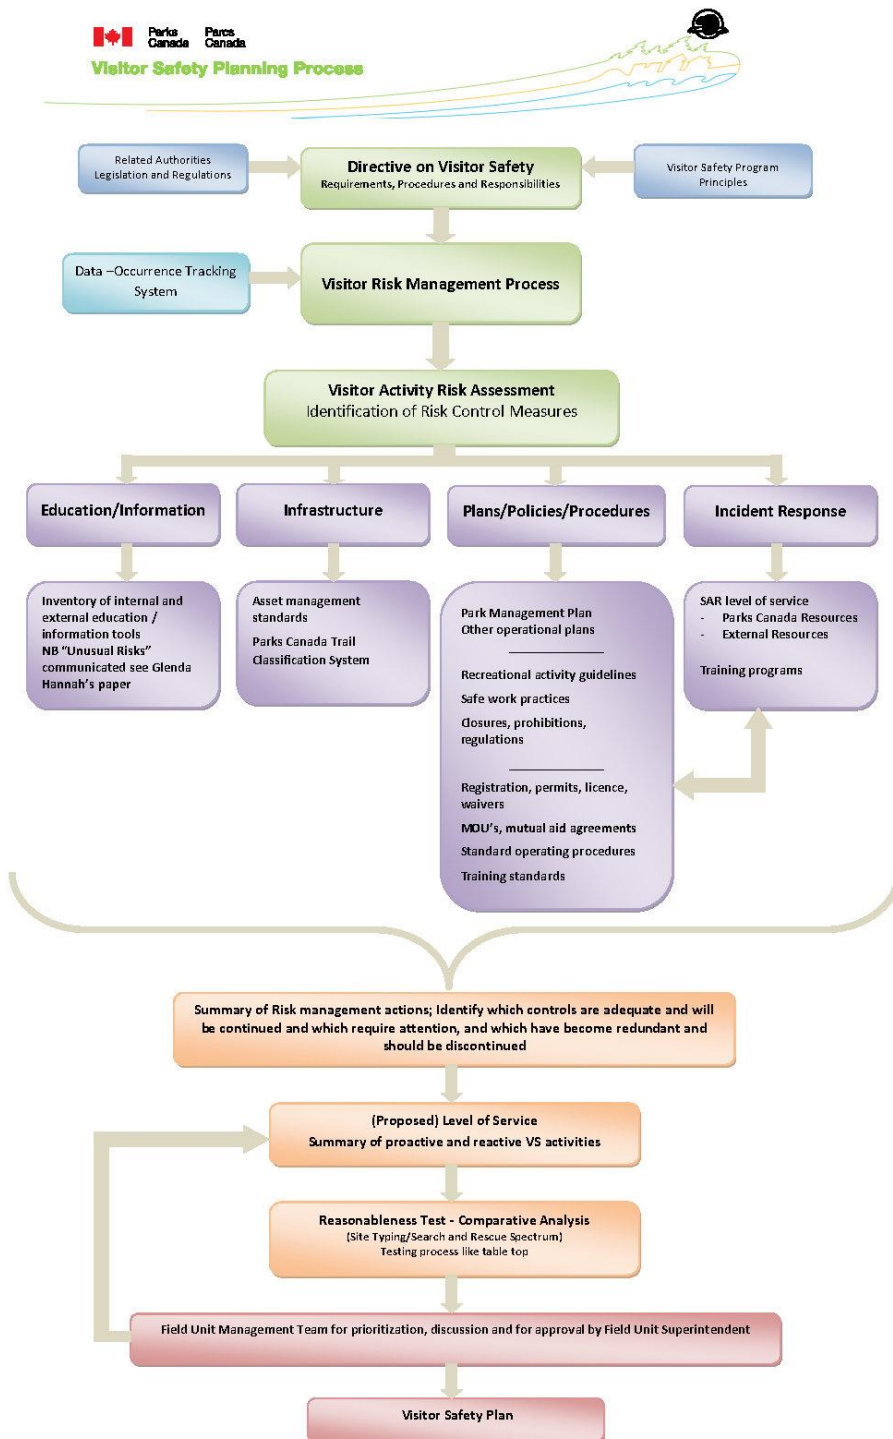 Parks Parcs
Canada Canada
Visitor Safety Planning Process
Related Authorities
Legislation and Regulations
Directive on Visitor Safety
Requirements, Procedures and Responsibilities
Visitor Safety Program
Principles
Data –Occurrence Tracking
System
Visitor Risk Management Process
Visitor Activity Risk Assessment
Identification of Risk Control Measures
Education/Information
Infrastructure
Plans/Policies/Procedures
Incident Response
Inventory of internal and
external education /
information tools
NB “Unusual Risks”
communicated see Glenda
Hannah’s paper
Asset management
standards
Parks Canada Trail
Classification System
Park Management Plan
Other operational plans
Recreational activity guidelines
Safe work practices
Closures, prohibitions,
regulations
Registration, permits, licence,
waivers
MOU’s, mutual aid agreements
Standard operating procedures
Training standards
SAR level of service
- Parks Canada Resources
- External Resources
Training programs
Summary of Risk management actions; Identify which controls are adequate and will
be continued and which require attention, and which have become redundant and
should be discontinued
(Proposed) Level of Service
Summary of proactive and reactive VS activities
Reasonableness Test - Comparative Analysis
(Site Typing/Search and Rescue Spectrum)
Testing process like table top
Field Unit Management Team for prioritization, discussion and for approval by Field Unit Superintendent
Visitor Safety Plan